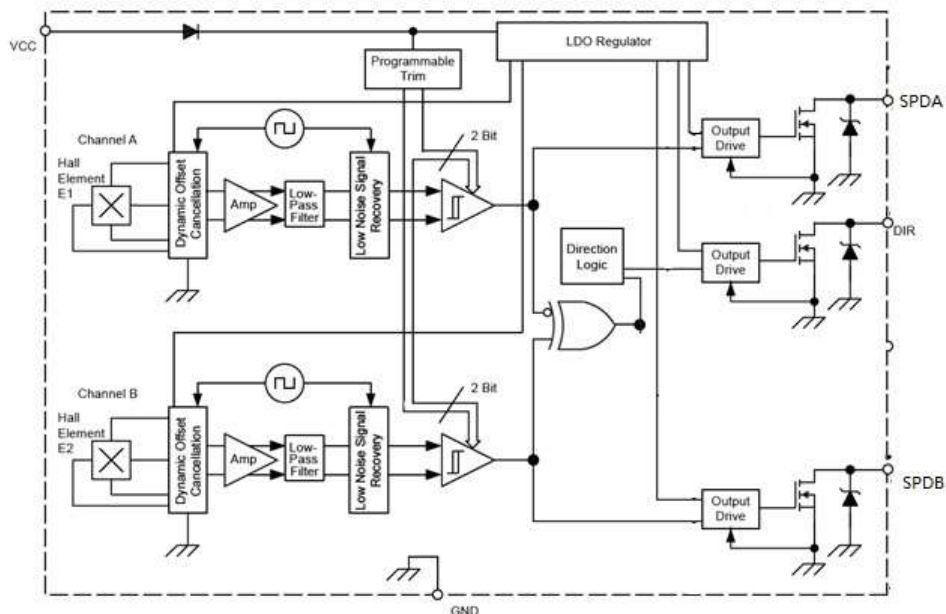 VCC
LDO Regulator
Programmable
Trim
SPDA
Channel A
2 Bit
Output
Drive
Hall
Element
E1
Dynamic Offset
Cancellation
Amp
Low-
Pass
Filter
Low Noise Signal
Recovery
DIR
Direction
Logic
Output
Drive
Channel B
2 Bit
Hall
Element
E2
Dynamic Offset
Cancellation
Amp
Low-
Pass
Filter
Low Noise Signal
Recovery
SPDB
Output
Drive
GND